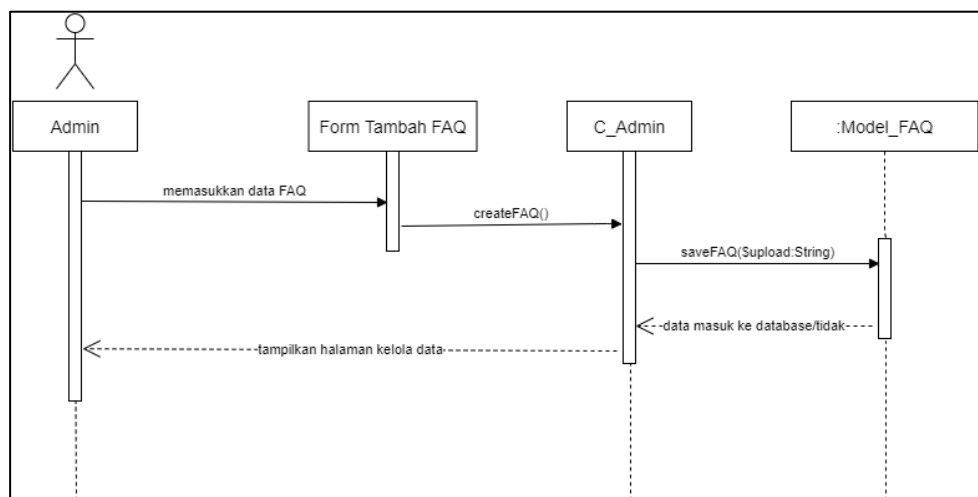 Admin
Form Tambah FAQ
C_Admin
:Model_FAQ
memasukkan data FAQ
createFAQ()
saveFAQ($upload:String)
data masuk ke database/tidak
tampilkan halaman kelola data